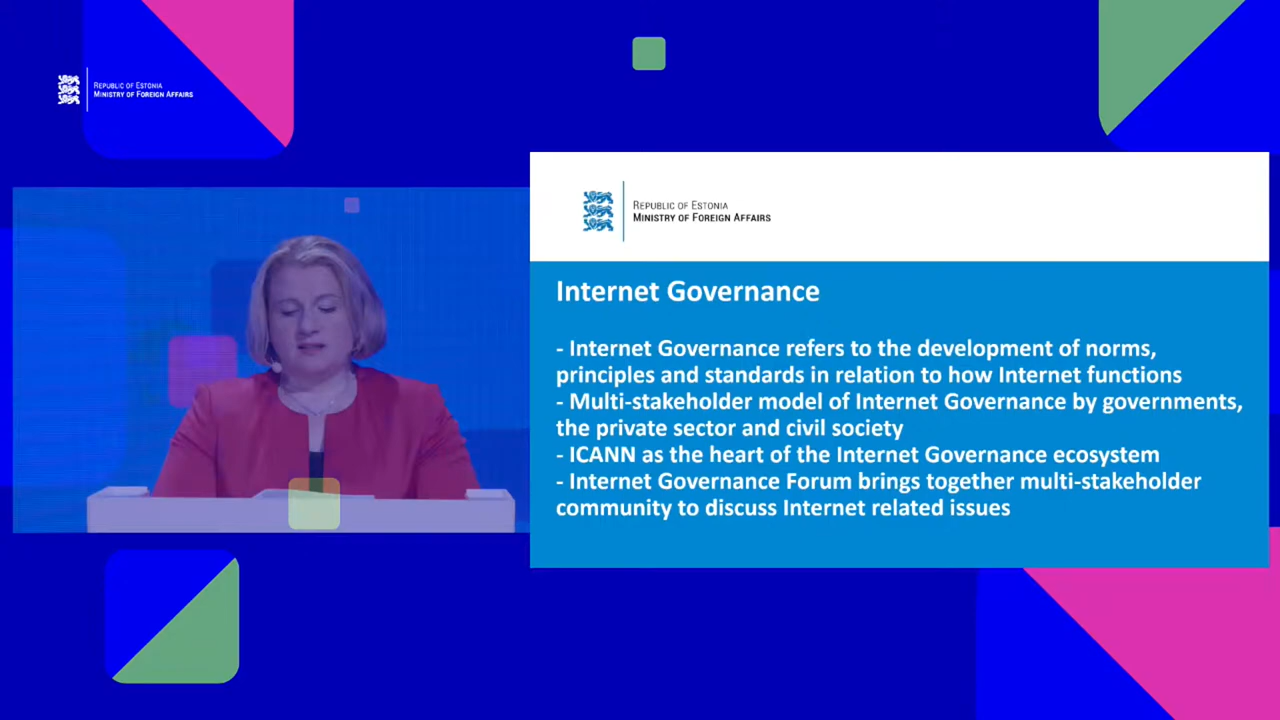 REPUBLIC OF ESTONIA
MINISTRY OF FOREIGN AFFAIRS
REPUBLIC OF ESTONIA
MINISTRY OF FOREIGN AFFAIRS
Internet Governance
- Internet Governance refers to the development of norms,
principles and standards in relation to how Internet functions
- Multi-stakeholder model of Internet Governance by governments,
the private sector and civil society
- ICANN as the heart of the Internet Governance ecosystem
- Internet Governance Forum brings together multi-stakeholder
community to discuss Internet related issues